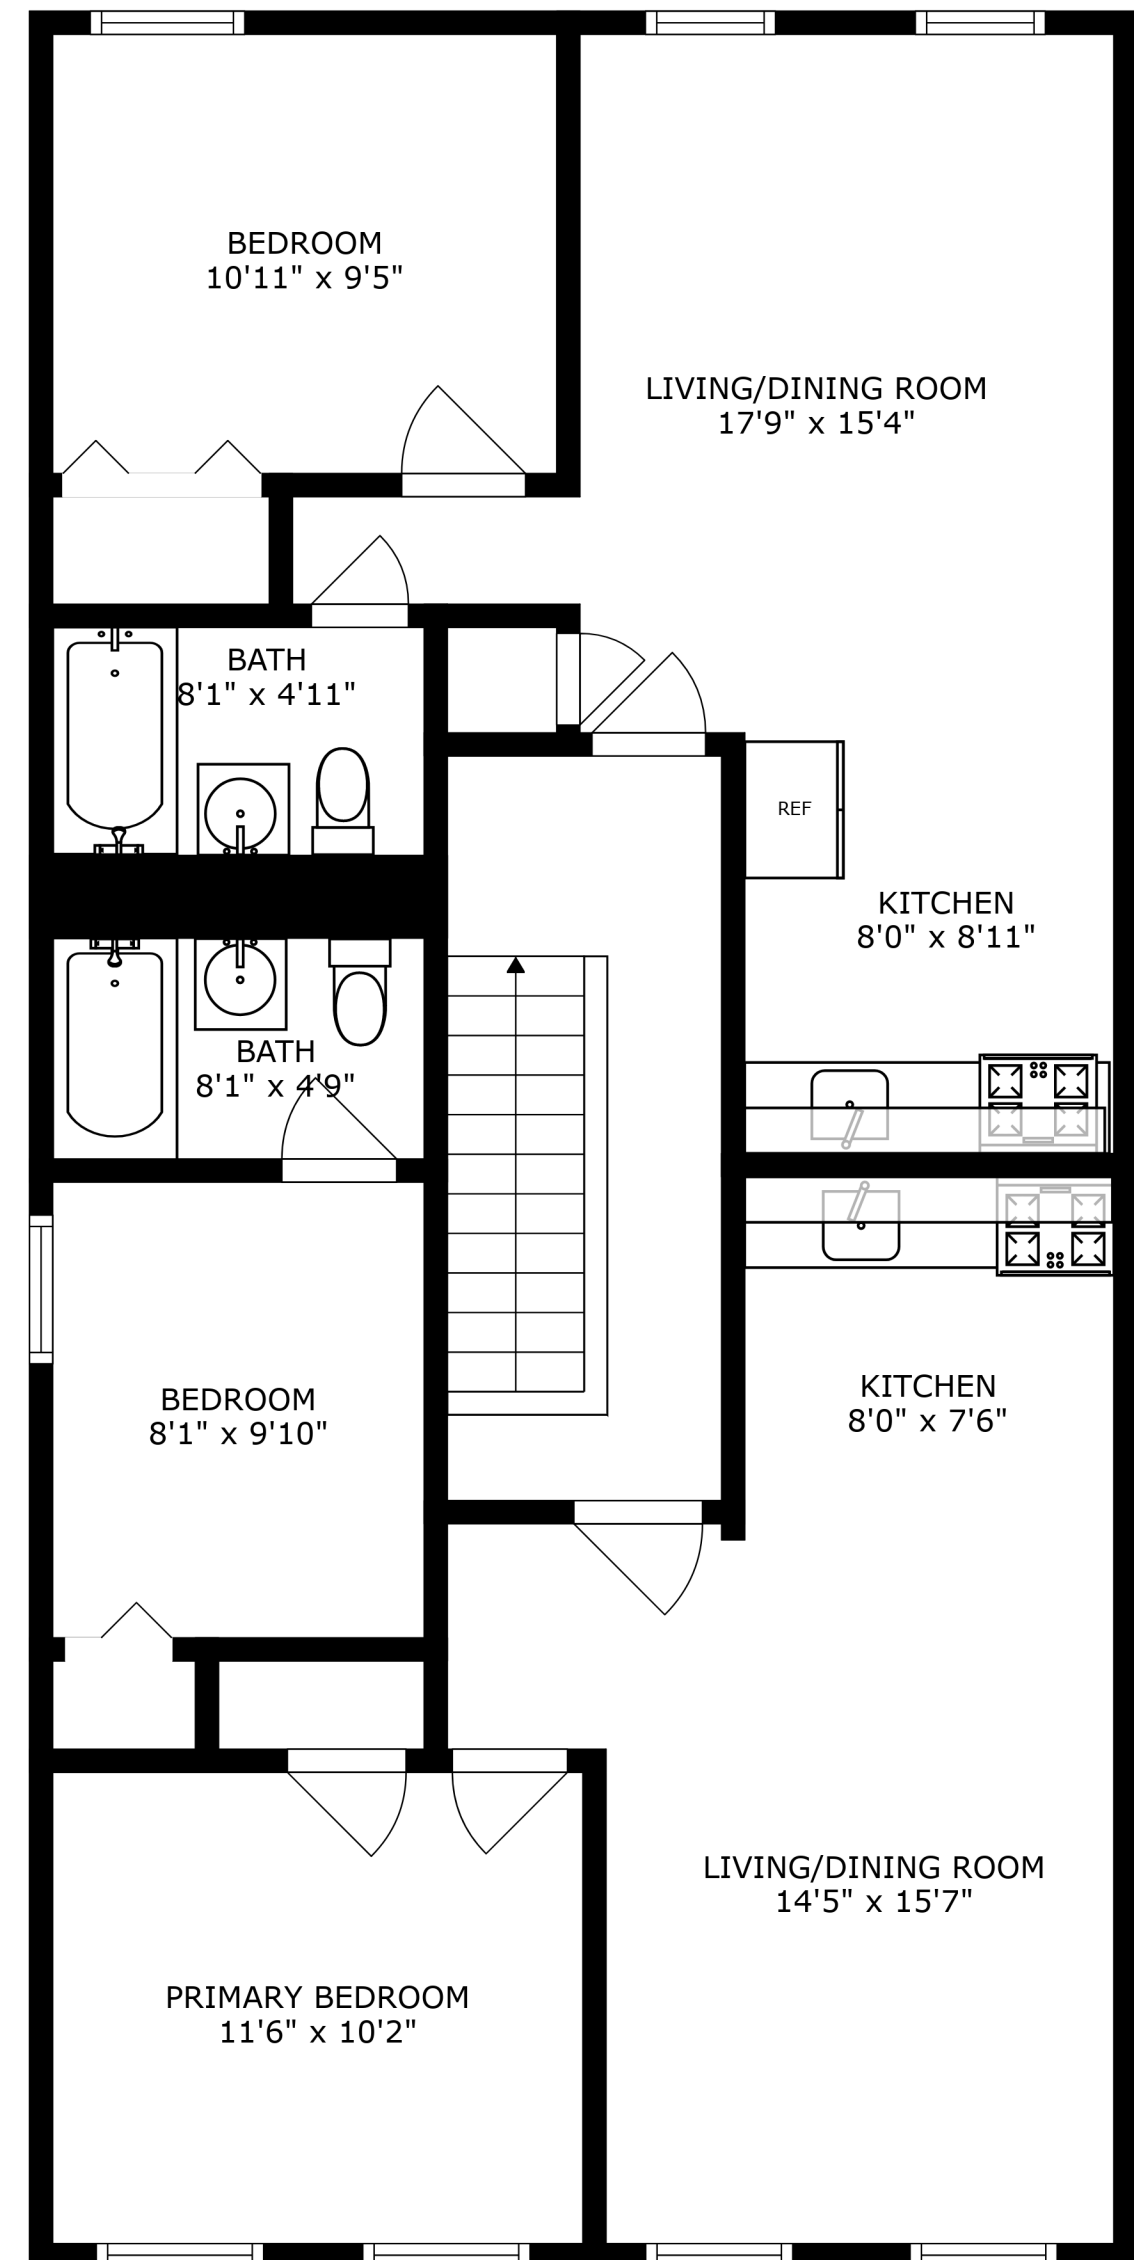 BEDROOM
10'11" x 9'5"
LIVING/DINING ROOM
17'9" x 15'4"
BATH
8'1" x 4'11"
REF
KITCHEN
8'0" x 8'11"
BATH
8'1" x 4'9"
KITCHEN
8'0" x 7'6"
BEDROOM
8'1" x 9'10"
LIVING/DINING ROOM
14'5" x 15'7"
PRIMARY BEDROOM
11'6" x 10'2"